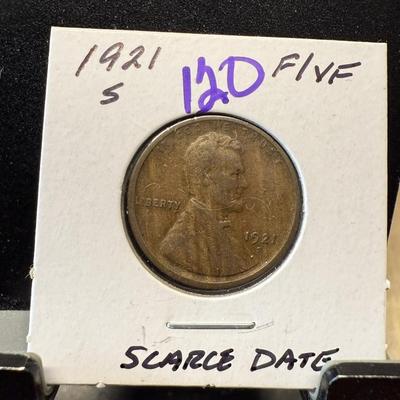 1921
S
120
F/VF
LIBERTY
1921
S
SCARCE DATE